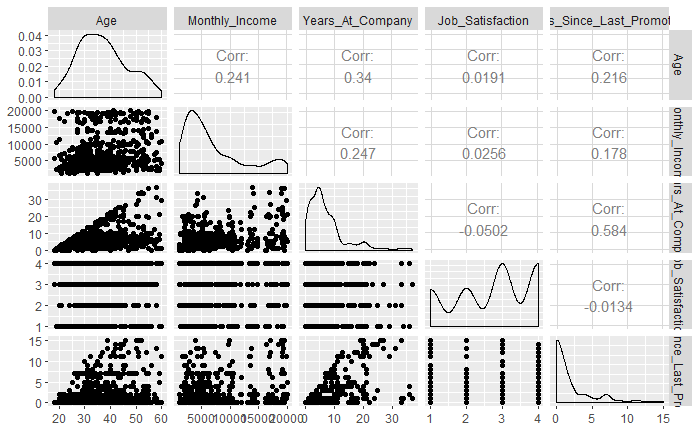 Age Monthly_Income Years_At_Company Job_Satisfaction s_Since_Last_Promot
0.04
0.03
0.02
0.01
0.00
Corr:
0.241
Corr:
0.34
Corr:
0.0191
Corr:
0.216
Age
20000
15000
10000
5000
Corr:
0.247
Corr:
0.0256
Corr:
0.178
onthly_Incom
30
20
10
0
Corr:
-0.0502
Corr:
0.584
rs_At_Comp
4
3
2
1
Corr:
-0.0134
ob_Satisfactio
15
10
5
0
nce_Last_Pr
20 30 40 50 60 5000 10000 15000 20000 0 10 20 30 1 2 3 4 0 5 10 15